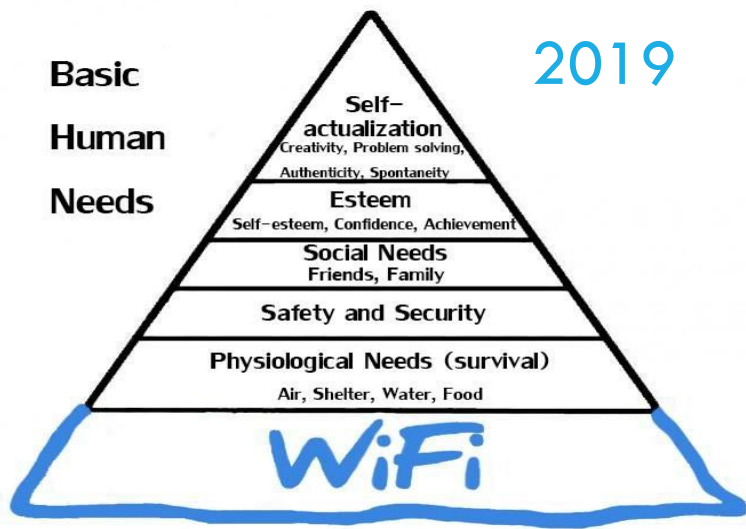 Basic
Human
Needs
2019
Self-
actualization
Creativity, Problem solving,
Authenticity, Spontaneity
Esteem
Self-esteem, Confidence, Achievement
Social Needs
Friends, Family
Safety and Security
Physiological Needs (survival)
Air, Shelter, Water, Food
WiFi